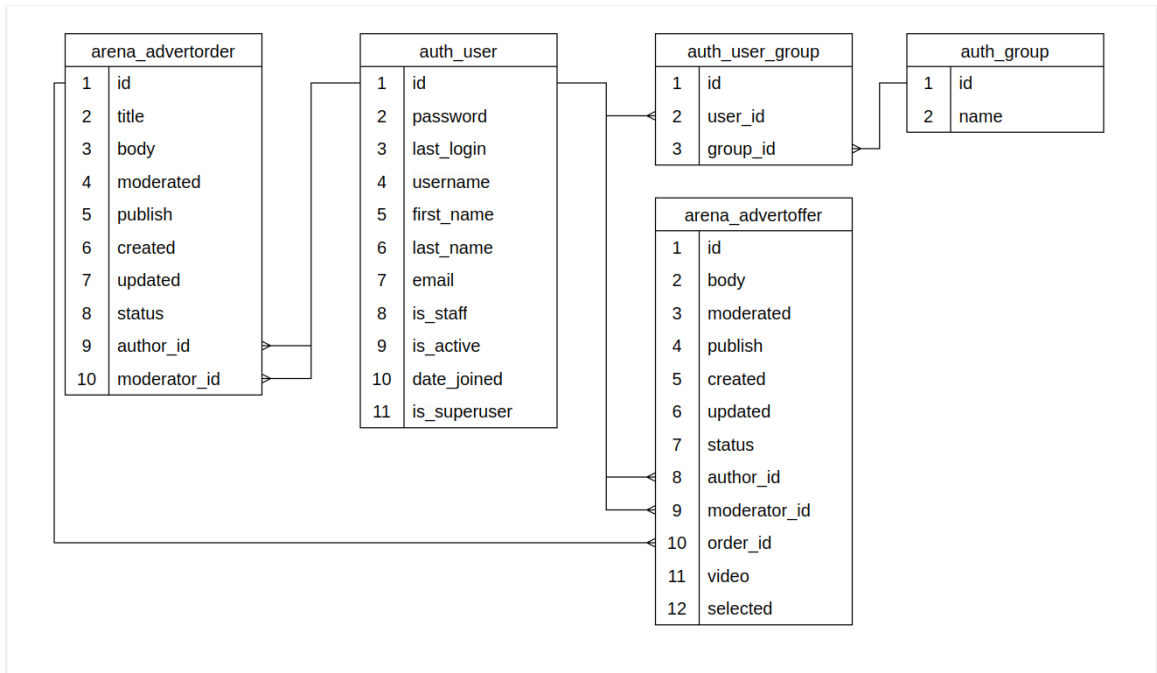 arena_advertorder
1 id
2 title
3 body
4 moderated
5 publish
6 created
7 updated
8 status
9 author_id
10 moderator_id
auth_user
1 id
2 password
3 last_login
4 username
5 first_name
6 last_name
7 email
8 is_staff
9 is_active
10 date_joined
11 is_superuser
auth_user_group
1 id
2 user_id
3 group_id
auth_group
1 id
2 name
arena_advertoffer
1 id
2 body
3 moderated
4 publish
5 created
6 updated
7 status
8 author_id
9 moderator_id
10 order_id
11 video
12 selected